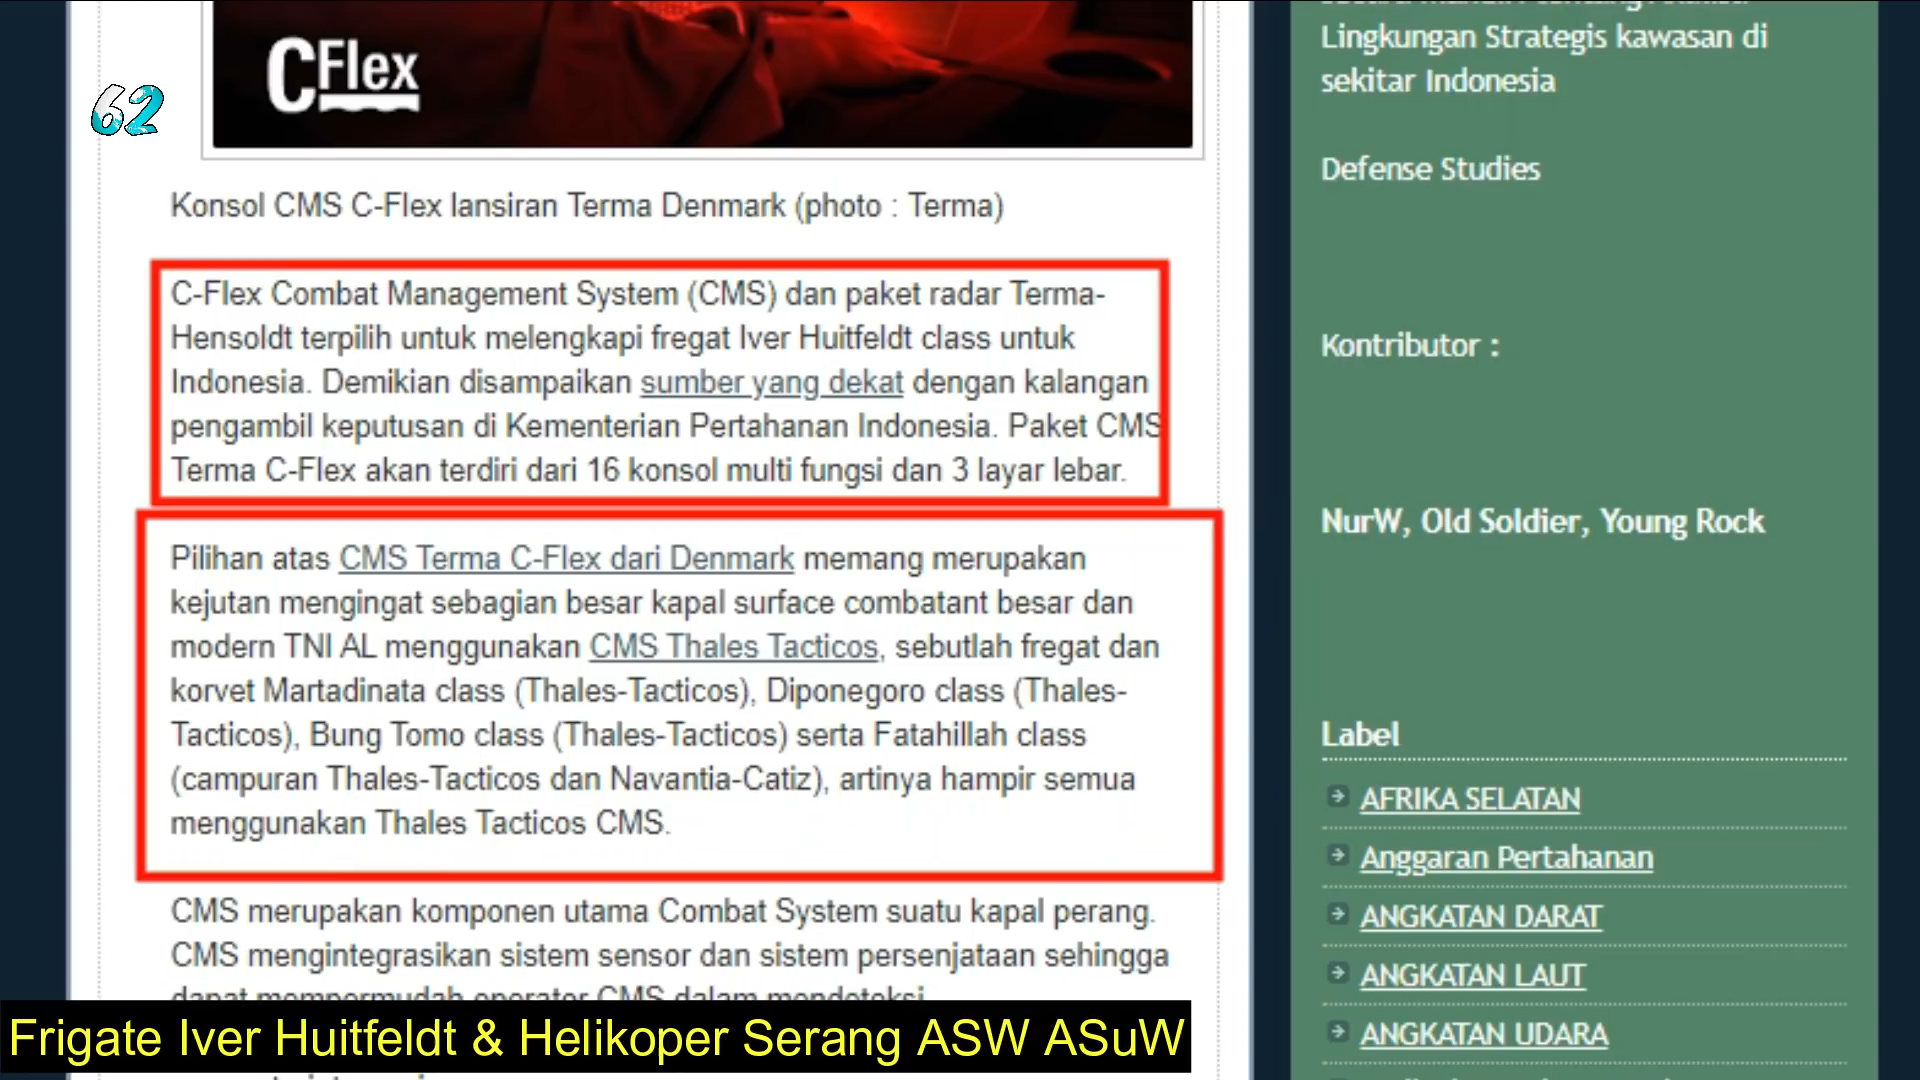 CFlex
62
Konsol CMS C-Flex lansiran Terma Denmark (photo : Terma)
C-Flex Combat Management System (CMS) dan paket radar Terma-
Hensoldt terpilih untuk melengkapi fregat Iver Huitfeldt class untuk
Indonesia. Demikian disampaikan sumber yang dekat dengan kalangan
pengambil keputusan di Kementerian Pertahanan Indonesia. Paket CMS
Terma C-Flex akan terdiri dari 16 konsol multi fungsi dan 3 layar lebar.
Pilihan atas CMS Terma C-Flex dari Denmark memang merupakan
kejutan mengingat sebagian besar kapal surface combatant besar dan
modern TNI AL menggunakan CMS Thales Tacticos, sebutlah fregat dan
korvet Martadinata class (Thales-Tacticos), Diponegoro class (Thales-
Tacticos), Bung Tomo class (Thales-Tacticos) serta Fatahillah class
(campuran Thales-Tacticos dan Navantia-Catiz), artinya hampir semua
menggunakan Thales Tacticos CMS.
CMS merupakan komponen utama Combat System suatu kapal perang.
CMS mengintegrasikan sistem sensor dan sistem persenjataan sehingga
dapat mempermudah operator CMS dalam mendeteksi
Frigate Iver Huitfeldt & Helikoper Serang ASW ASuW
Lingkungan Strategis kawasan di
sekitar Indonesia
Defense Studies
Kontributor :
NurW, Old Soldier, Young Rock
Label
AFRIKA SELATAN
Anggaran Pertahanan
ANGKATAN DARAT
ANGKATAN LAUT
ANGKATAN UDARA